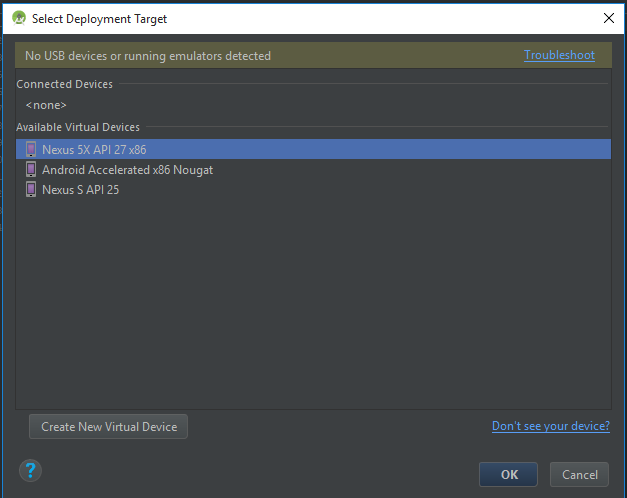 Select Deployment Target
No USB devices or running emulators detected Troubleshoot
Connected Devices
<none>
Available Virtual Devices
Nexus 5X API 27 x86
Android Accelerated x86 Nougat
Nexus S API 25
Create New Virtual Device Don't see your device?
? OK Cancel